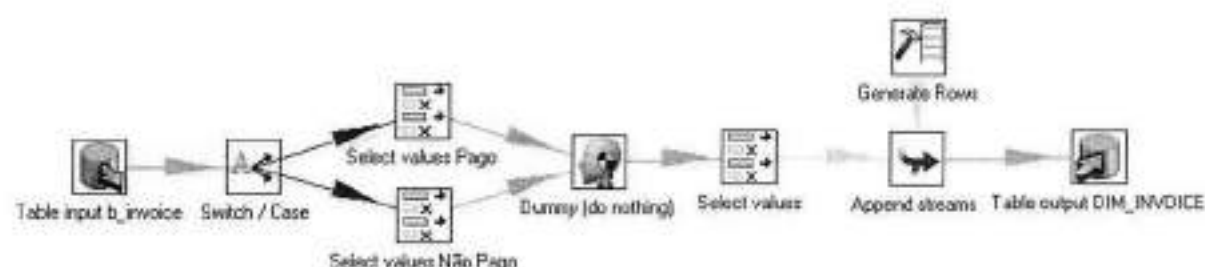 Generate Rows
Select values Pago
Table input b_invoice
Switch / Case
Dummy (do nothing)
Select values
Append streams
Table output DIM_INVOICE
Select values Não Pago